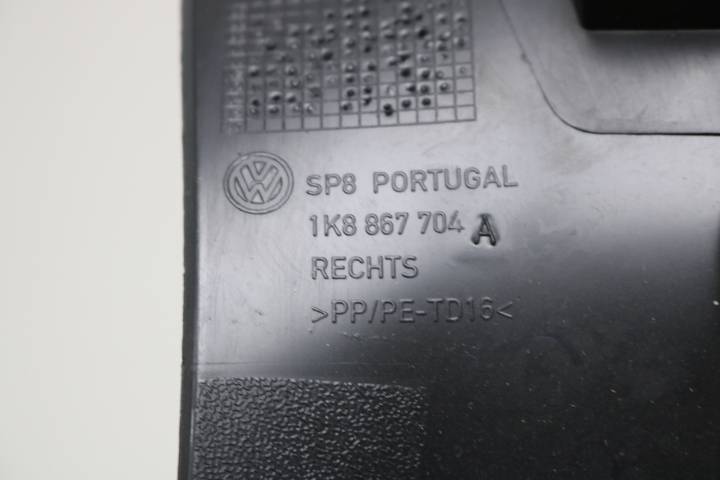 SP8 PORTUGAL
1K8 867 704 A
RECHTS
>PP/PE-TD16<